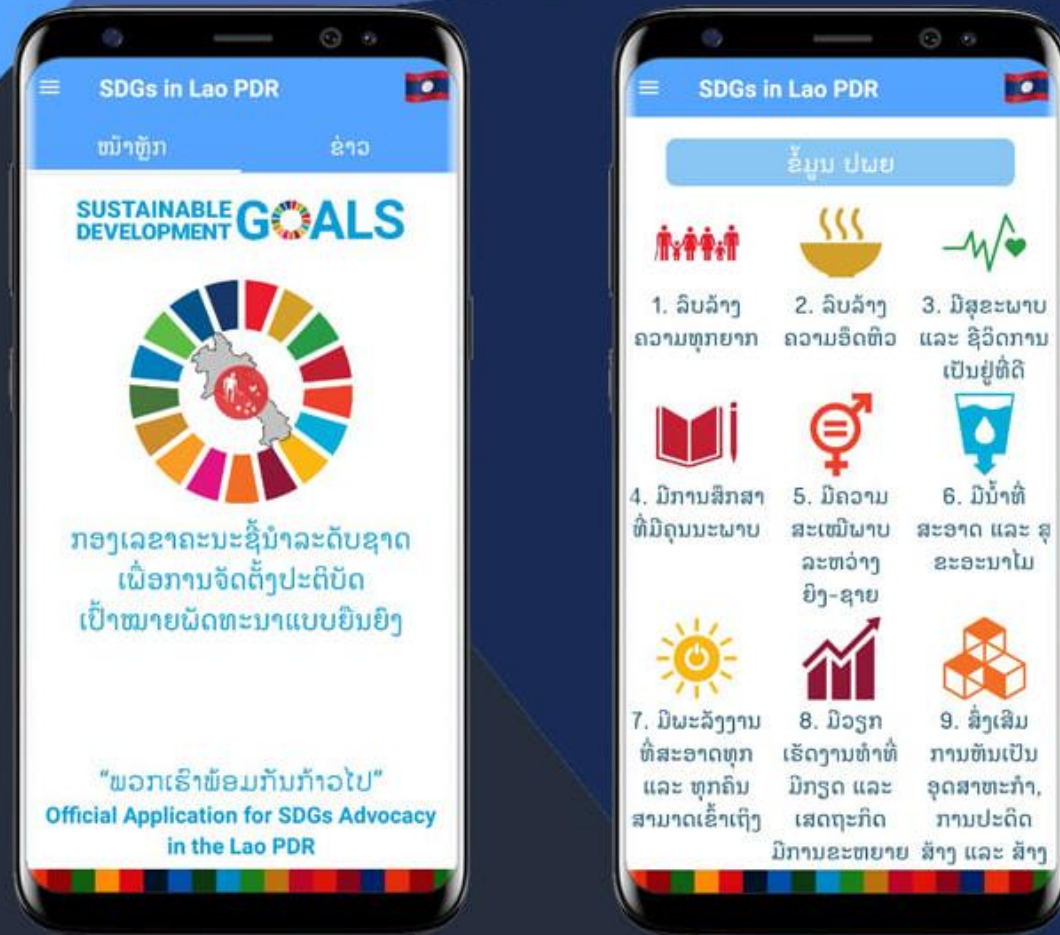 SDGs in Lao PDR
ໜ້າຫຼັກ
ຂ່າວ
SUSTAINABLE
DEVELOPMENT
GOALS
ກອງເລຂາຄະນະຊີ້ນຳລະດັບຊາດ
ເພື່ອການຈັດຕັ້ງປະຕິບັດ
ເປົ້າໝາຍພັດທະນາແບບຍືນຍົງ
“ພວກເຮົາພ້ອມກັນກ້າວໄປ”
Official Application for SDGs Advocacy
in the Lao PDR
SDGs in Lao PDR
ຂໍ້ມູນ ປພຍ
1. ລຶບລ້າງ
ຄວາມທຸກຍາກ
2. ລຶບລ້າງ
ຄວາມອຶດຫິວ
3. ມີສຸຂະພາບ
ແລະ ຊີວິດການ
ເປັນຢູ່ທີ່ດີ
4. ມີການສຶກສາ
ທີ່ມີຄຸນນະພາບ
5. ມີຄວາມ
ສະເໝີພາບ
ລະຫວ່າງ
ຍິງ-ຊາຍ
6. ມີນ້ຳທີ່
ສະອາດ ແລະ ສຸ
ຂະອະນາໄມ
7. ມີພະລັງງານ
ທີ່ສະອາດທຸກ
ແລະ ທຸກຄົນ
ສາມາດເຂົ້າເຖິງ
8. ມີວຽກ
ເຮັດງານທຳທີ່
ມີກຽດ ແລະ
ເສດຖະກິດ
ມີການຂະຫຍາຍ
9. ສົ່ງເສີມ
ການຫັນເປັນ
ອຸດສາຫະກຳ,
ການປະດິດ
ສ້າງ ແລະ ສ້າງ